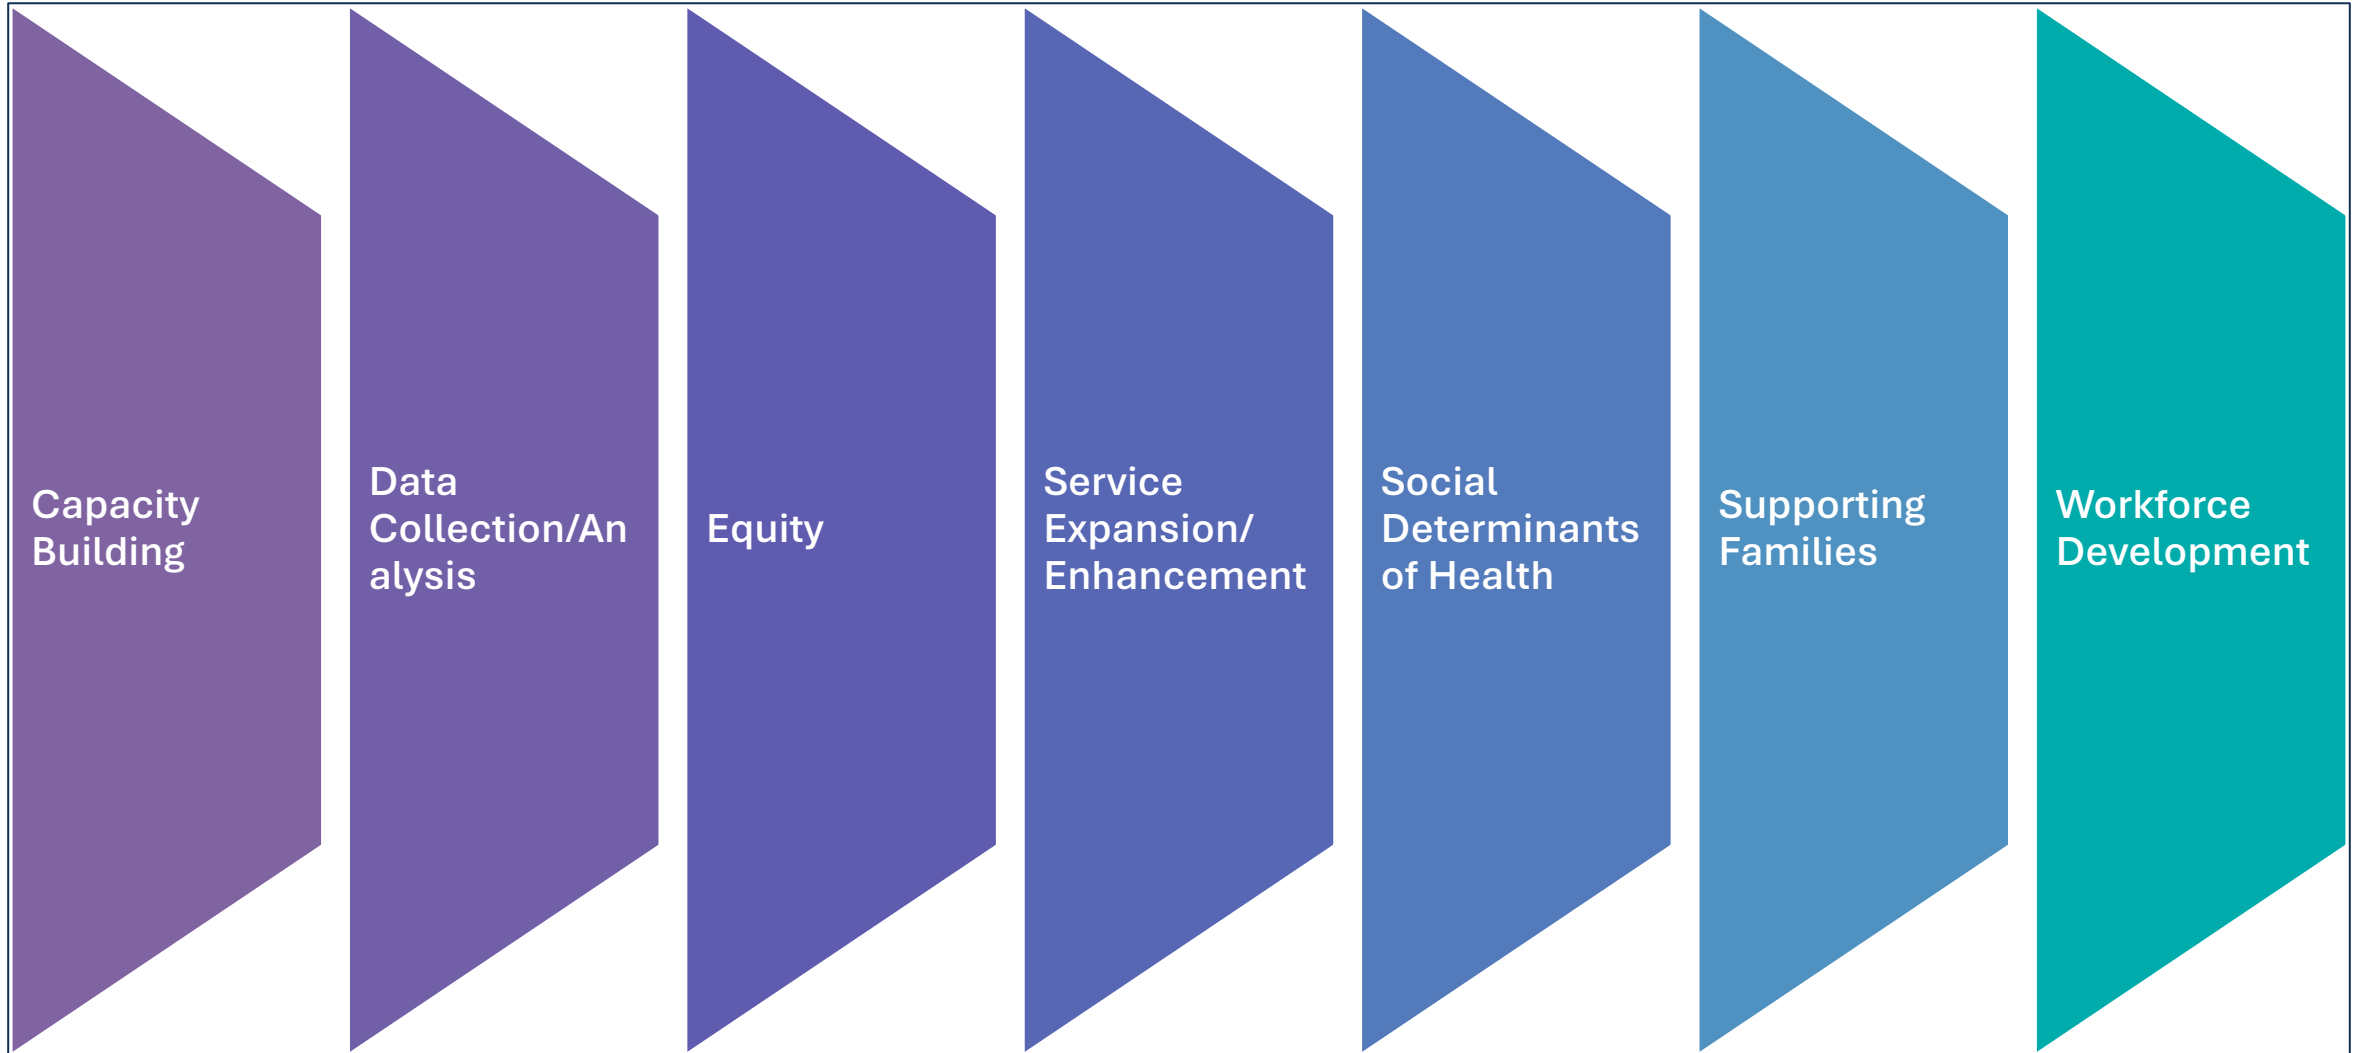 Capacity
Building
Data
Collection/An
alysis
Equity
Service
Expansion/
Enhancement
Social
Determinants
of Health
Supporting
Families
Workforce
Development